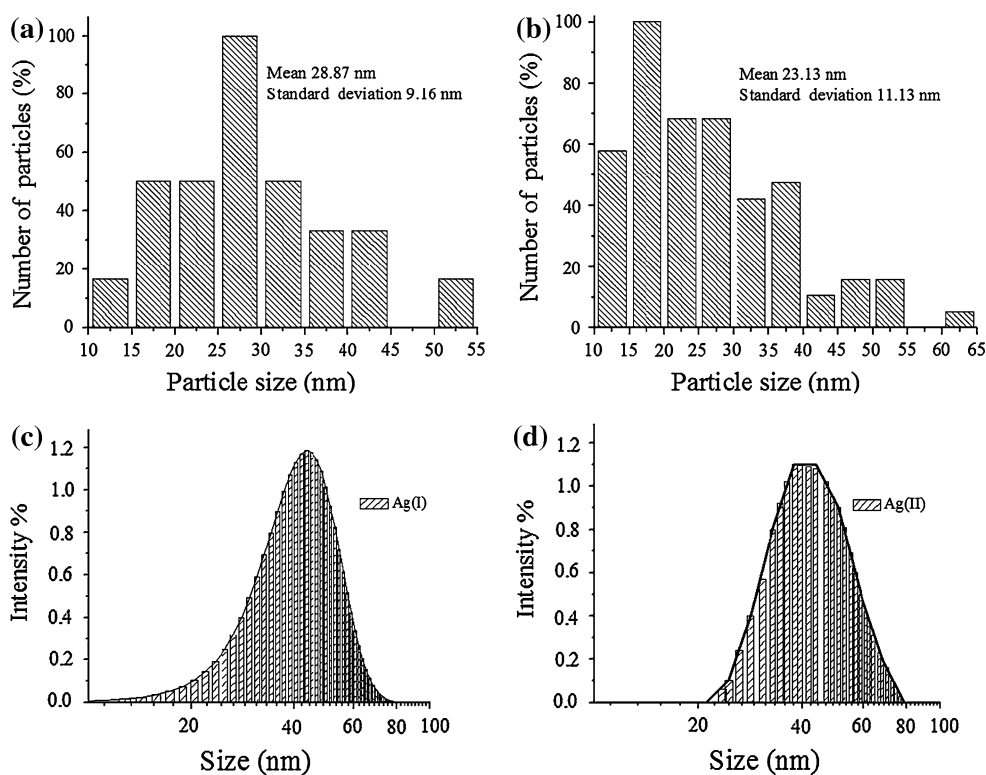 (a)
Number of particles (%)
100
80
60
40
20
0
Mean 28.87 nm
Standard deviation 9.16 nm
10 15 20 25 30 35 40 45 50 55
Particle size (nm)
(b)
Number of particles (%)
100
80
60
40
20
0
Mean 23.13 nm
Standard deviation 11.13 nm
10 15 20 25 30 35 40 45 50 55 60 65
Particle size (nm)
(c)
Intensity %
1.2
1.0
0.8
0.6
0.4
0.2
0.0
Ag(I)
20 40 60 80 100
Size (nm)
(d)
Intensity %
1.2
1.0
0.8
0.6
0.4
0.2
0.0
Ag(II)
20 40 60 80 100
Size (nm)